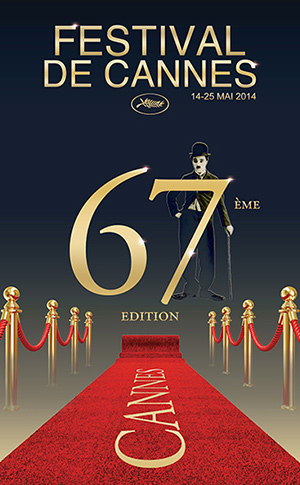 FESTIVAL
DE CANNES
14-25 MAI 2014
67ÈME
EDITION
CANNES